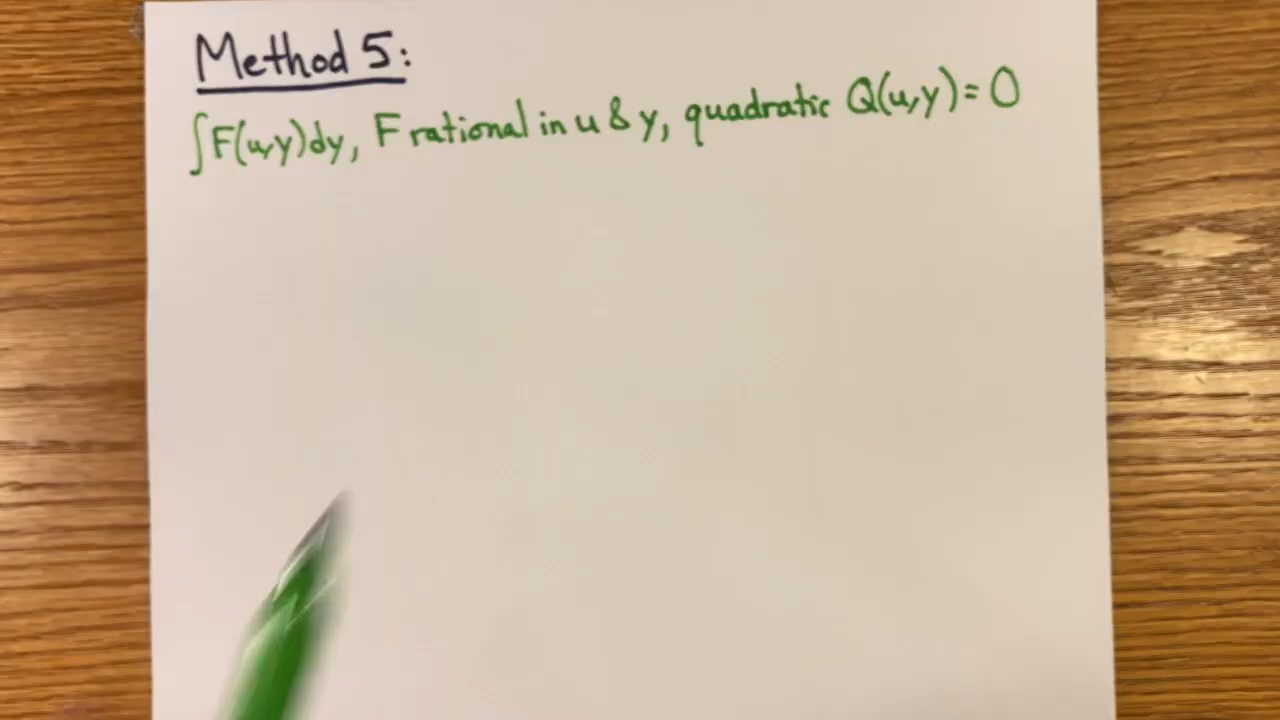 Method 5:
∫F(u,y)dy, F rational in u & y, quadratic Q(u,y)=0